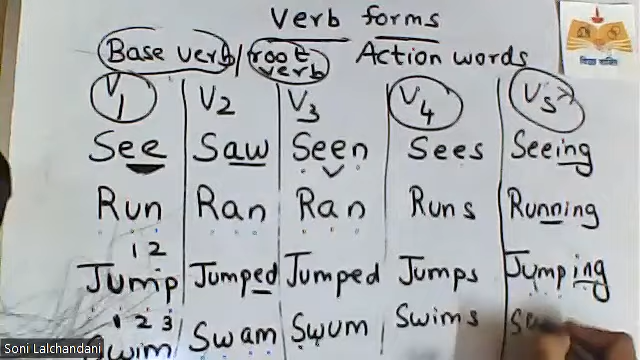 Verb forms
Base verb/root verb Action words
V1 V2 V3 V4 V5
See Saw Seen Sees Seeing
Run Ran Ran Runs Running
1 2
Jump Jumped Jumped Jumps Jumping
1 2 3
Swim Swam Swum Swims
Soni Lalchandani